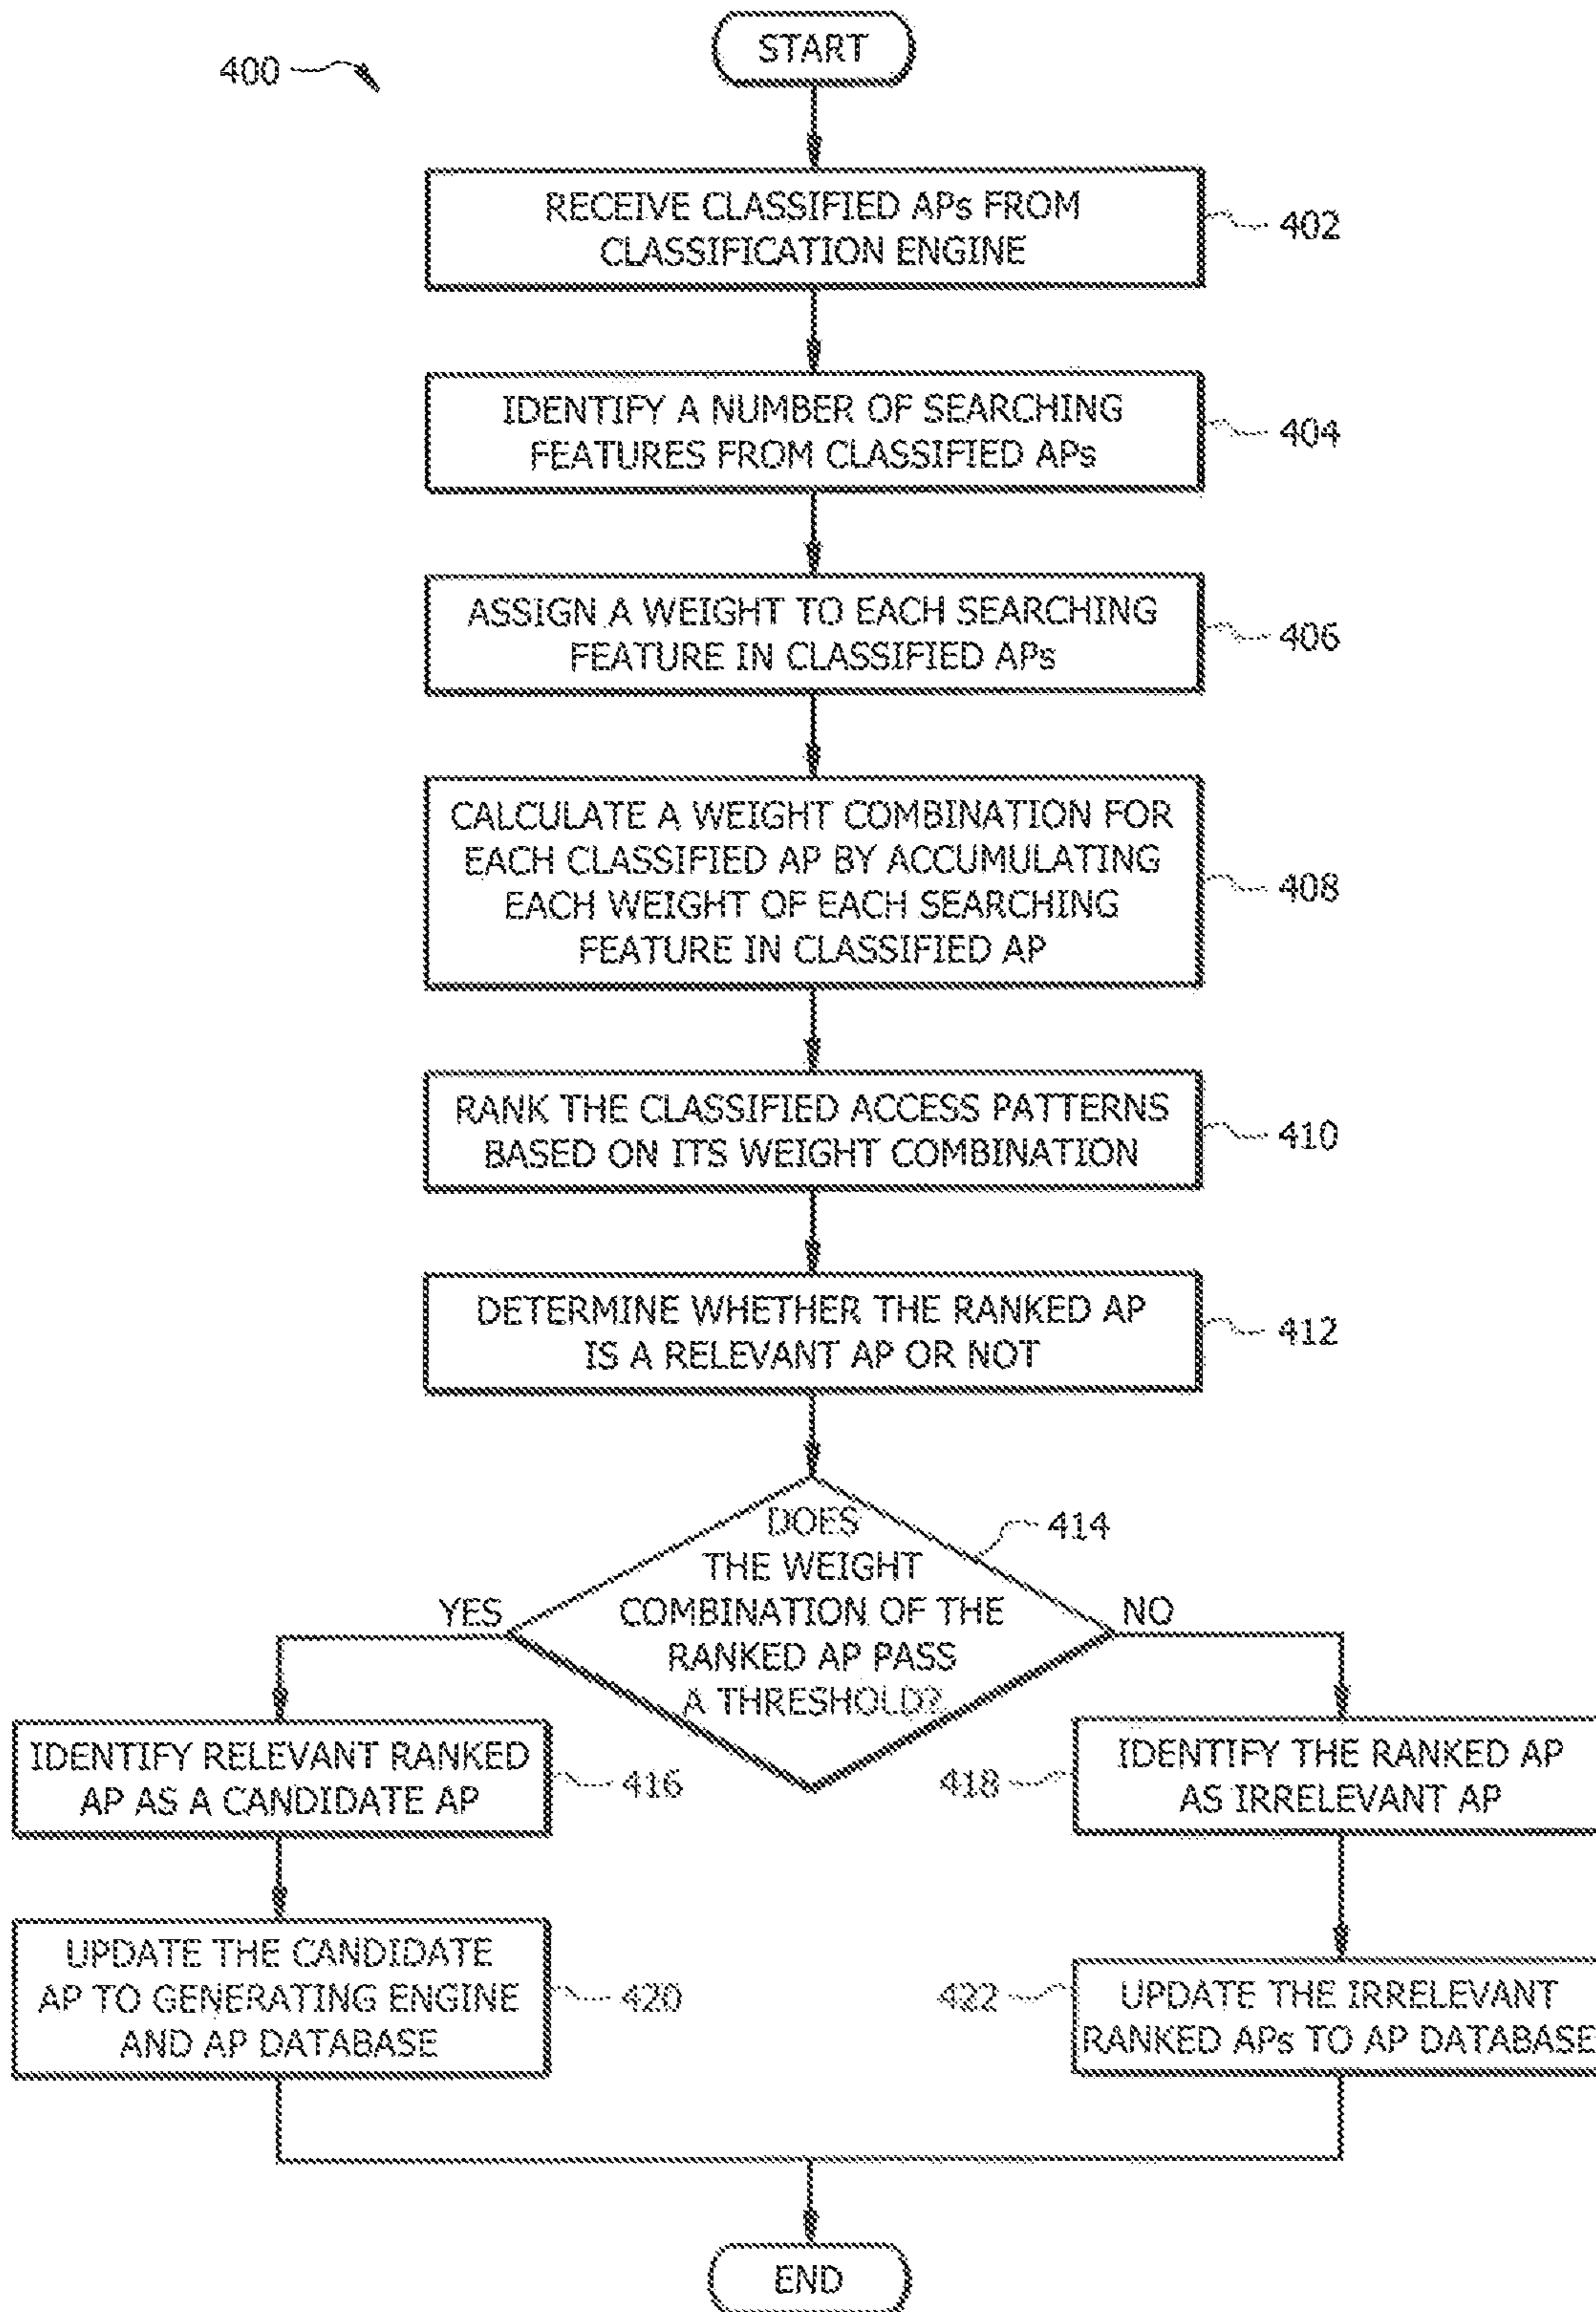 START
400
RECEIVE CLASSIFIED APs FROM
CLASSIFICATION ENGINE
402
IDENTIFY A NUMBER OF SEARCHING
FEATURES FROM CLASSIFIED APs
404
ASSIGN A WEIGHT TO EACH SEARCHING
FEATURE IN CLASSIFIED APs
406
CALCULATE A WEIGHT COMBINATION FOR
EACH CLASSIFIED AP BY ACCUMULATING
EACH WEIGHT OF EACH SEARCHING
FEATURE IN CLASSIFIED AP
408
RANK THE CLASSIFIED ACCESS PATTERNS
BASED ON ITS WEIGHT COMBINATION
410
DETERMINE WHETHER THE RANKED AP
IS A RELEVANT AP OR NOT
412
DOES
THE WEIGHT
COMBINATION OF THE
RANKED AP PASS
A THRESHOLD?
414
YES
NO
IDENTIFY RELEVANT RANKED
AP AS A CANDIDATE AP
416
418
IDENTIFY THE RANKED AP
AS IRRELEVANT AP
UPDATE THE CANDIDATE
AP TO GENERATING ENGINE
AND AP DATABASE
420
422
UPDATE THE IRRELEVANT
RANKED APs TO AP DATABASE
END